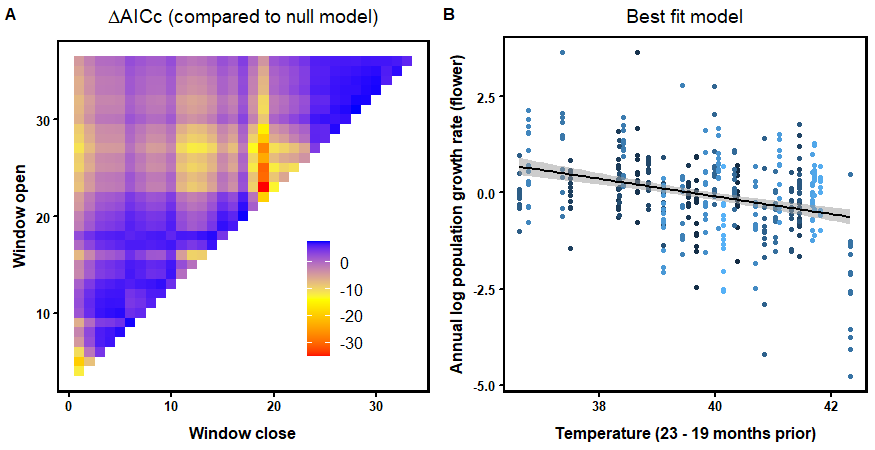 A
ΔAICc (compared to null model)
Window open
30
20
10
0
-10
-20
-30
0
10
20
30
Window close
B
Best fit model
Annual log population growth rate (flower)
2.5
0.0
-2.5
-5.0
38
40
42
Temperature (23 - 19 months prior)